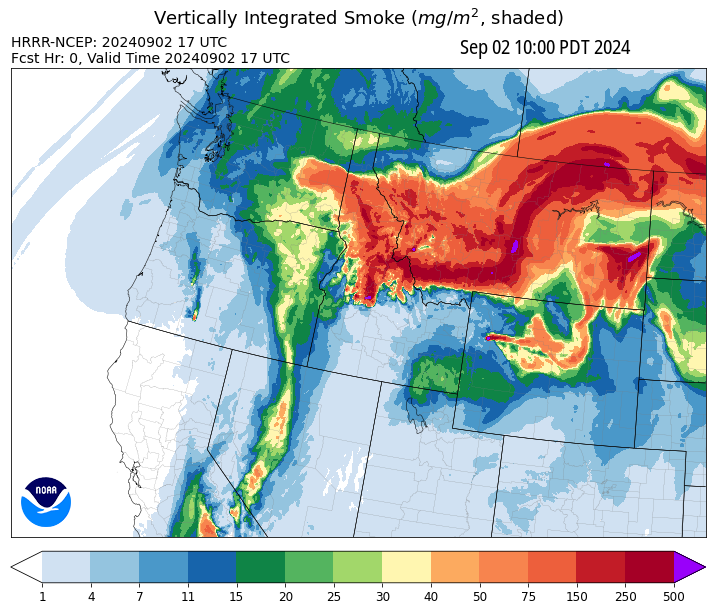 Vertically Integrated Smoke (mg/m², shaded)
HRRR-NCEP: 20240902 17 UTC
Fcst Hr: 0, Valid Time 20240902 17 UTC
Sep 02 10:00 PDT 2024
NOAA
1 4 7 11 15 20 25 30 40 50 75 150 250 500